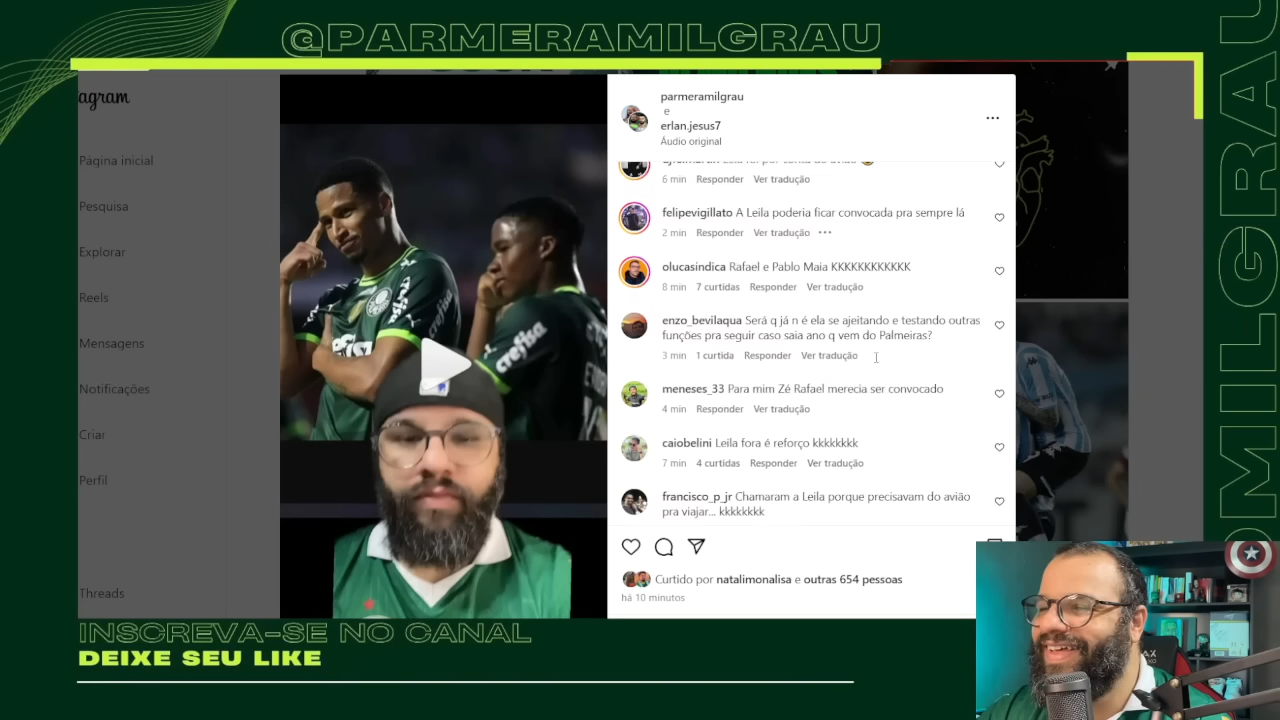 @PARMERAMILGRAU
agram
Pagina inicial
Pesquisa
Explorar
Reels
Mensagens
Notificações
Criar
Perfil
Threads
crefisa
crefisa
parmeramilgrau
e
erlan.jesus7
Áudio original
6 min Responder Ver tradução
felipevigillato A Leila poderia ficar convocada pra sempre lá
2 min Responder Ver tradução •••
olucasindica Rafael e Pablo Maia KKKKKKKKKKKK
8 min 7 curtidas Responder Ver tradução
enzo_bevilaqua Será q já n é ela se ajeitando e testando outras
funções pra seguir caso saia ano q vem do Palmeiras?
3 min 1 curtida Responder Ver tradução
meneses_33 Para mim Zé Rafael merecia ser convocado
4 min Responder Ver tradução
caiobelini Leila fora é reforço kkkkkkkk
7 min 4 curtidas Responder Ver tradução
francisco_p_jr Chamaram a Leila porque precisavam do avião
pra viajar... kkkkkkkk
Curtido por natalimonalisa e outras 654 pessoas
há 10 minutos
INSCREVA-SE NO CANAL
DEIXE SEU LIKE
OMILGRAU